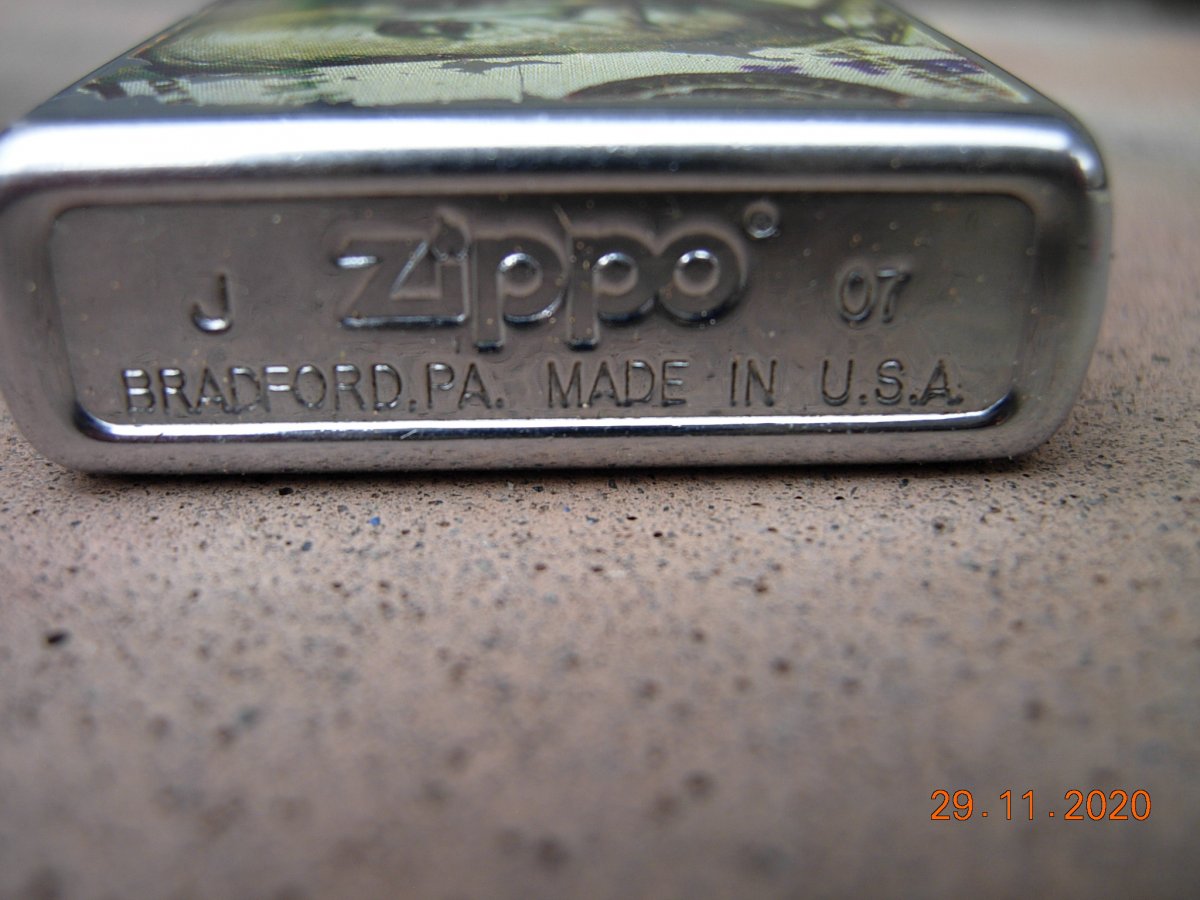 J zippo® 07
BRADFORD,PA. MADE IN U.S.A.
29.11.2020